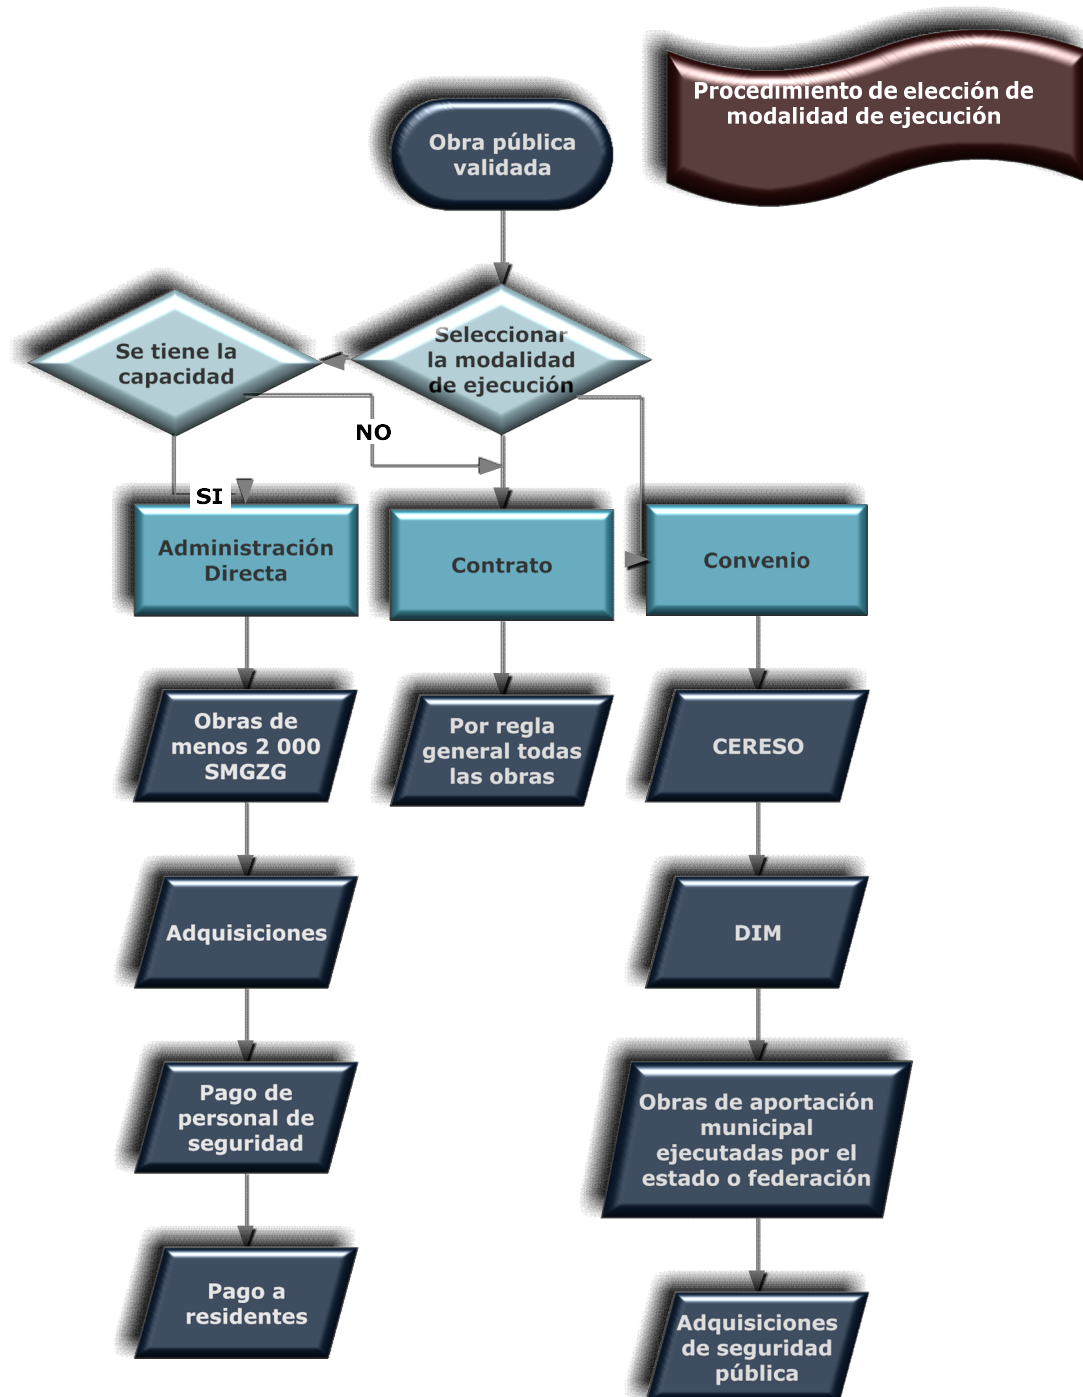 Procedimiento de elección de
modalidad de ejecución
Obra pública
validada
Seleccionar
la modalidad
de ejecución
Se tiene la
capacidad
NO
SI
Administración
Directa
Contrato
Convenio
Obras de
menos 2 000
SMGZG
Por regla
general todas
las obras
CERESO
Adquisiciones
DIM
Pago de
personal de
seguridad
Obras de aportación
municipal
ejecutadas por el
estado o federación
Pago a
residentes
Adquisiciones
de seguridad
pública